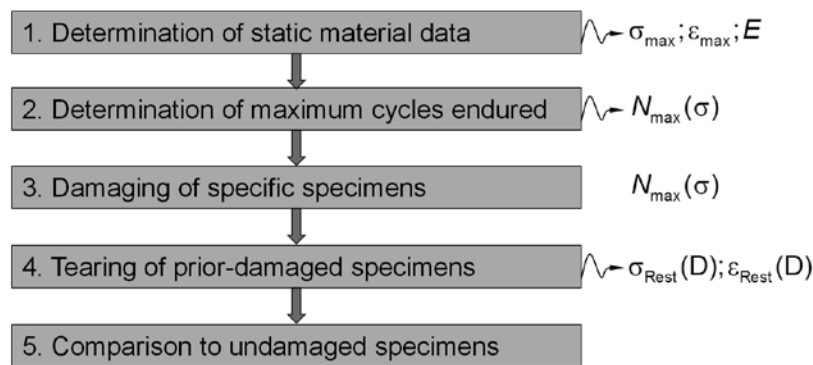 1. Determination of static material data σmax; εmax; E
2. Determination of maximum cycles endured Nmax(σ)
3. Damaging of specific specimens Nmax(σ)
4. Tearing of prior-damaged specimens σRest(D); εRest(D)
5. Comparison to undamaged specimens